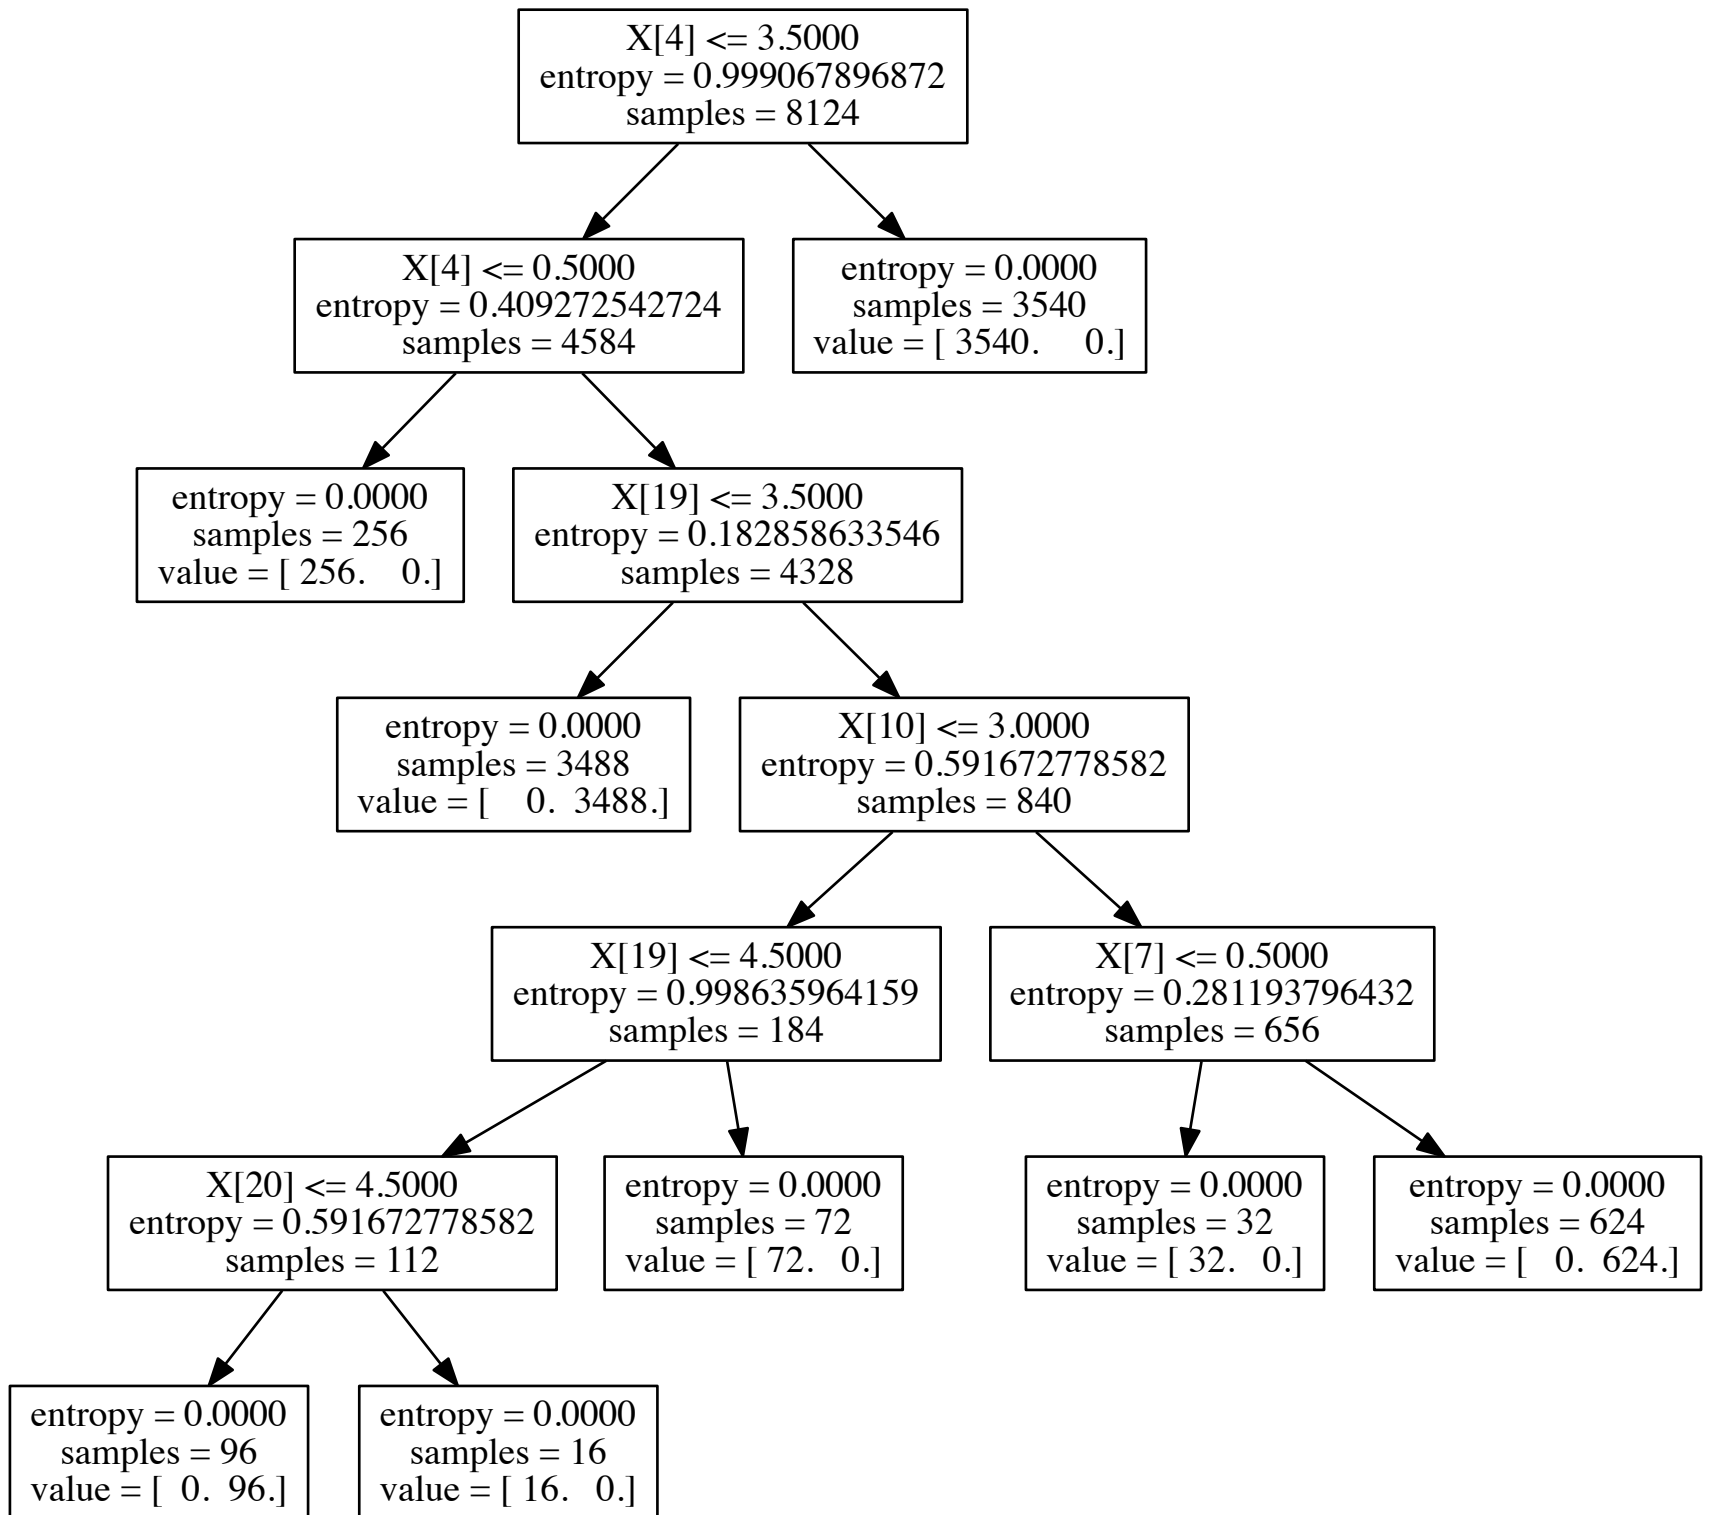 X[4] <= 3.5000
entropy = 0.999067896872
samples = 8124
X[4] <= 0.5000
entropy = 0.409272542724
samples = 4584
entropy = 0.0000
samples = 3540
value = [ 3540.     0.]
entropy = 0.0000
samples = 256
value = [ 256.    0.]
X[19] <= 3.5000
entropy = 0.182858633546
samples = 4328
entropy = 0.0000
samples = 3488
value = [    0.  3488.]
X[10] <= 3.0000
entropy = 0.591672778582
samples = 840
X[19] <= 4.5000
entropy = 0.998635964159
samples = 184
X[7] <= 0.5000
entropy = 0.281193796432
samples = 656
X[20] <= 4.5000
entropy = 0.591672778582
samples = 112
entropy = 0.0000
samples = 72
value = [ 72.   0.]
entropy = 0.0000
samples = 32
value = [ 32.   0.]
entropy = 0.0000
samples = 624
value = [   0.  624.]
entropy = 0.0000
samples = 96
value = [  0.  96.]
entropy = 0.0000
samples = 16
value = [ 16.   0.]